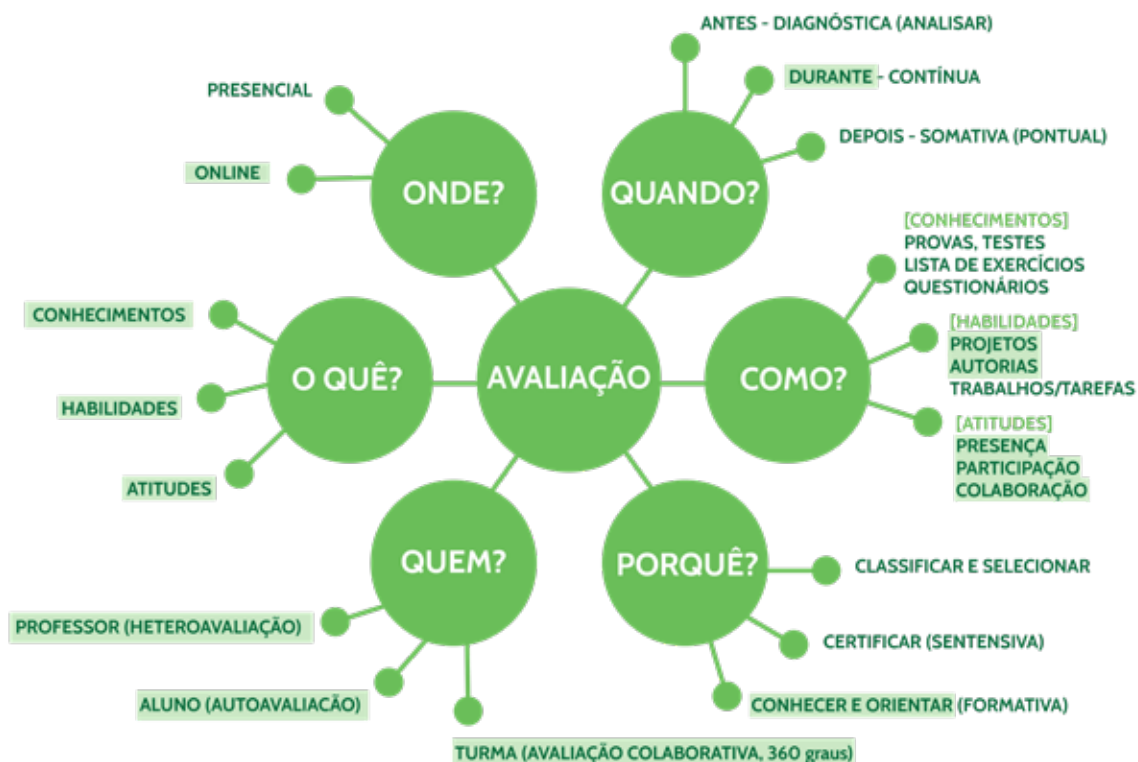 ANTES - DIAGNÓSTICA (ANALISAR)
DURANTE - CONTÍNUA
DEPOIS - SOMATIVA (PONTUAL)
QUANDO?
PRESENCIAL
ONLINE
ONDE?
[CONHECIMENTOS]
PROVAS, TESTES
LISTA DE EXERCÍCIOS
QUESTIONÁRIOS
[HABILIDADES]
PROJETOS
AUTORIAS
TRABALHOS/TAREFAS
[ATITUDES]
PRESENÇA
PARTICIPAÇÃO
COLABORAÇÃO
COMO?
AVALIAÇÃO
O QUÊ?
CONHECIMENTOS
HABILIDADES
ATITUDES
QUEM?
PROFESSOR (HETEROAVALIAÇÃO)
ALUNO (AUTOAVALIACÃO)
TURMA (AVALIAÇÃO COLABORATIVA, 360 graus)
PORQUÊ?
CLASSIFICAR E SELECIONAR
CERTIFICAR (SENTENSIVA)
CONHECER E ORIENTAR (FORMATIVA)